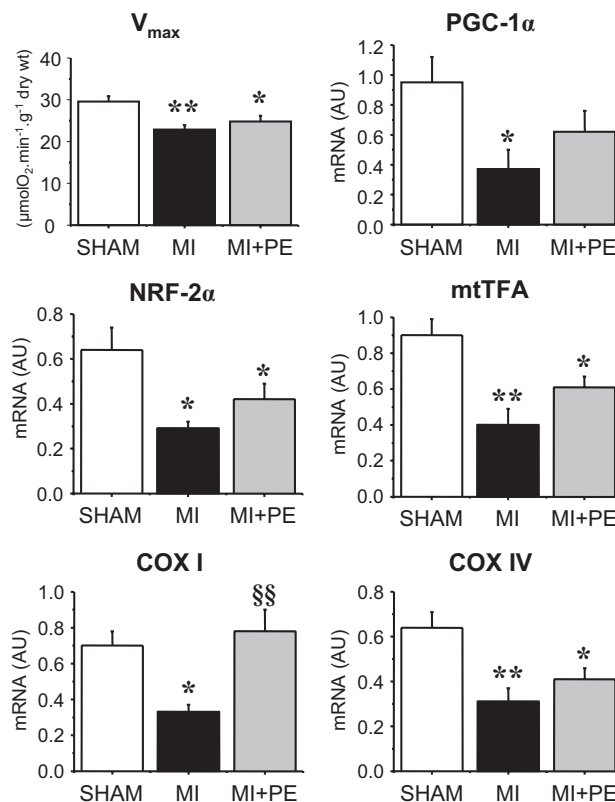 Vmax
(µmolO2.min-1.g-1 dry wt)
40
30
20
10
0
**
*
SHAM MI MI+PE
PGC-1α
mRNA (AU)
1.2
1.0
0.8
0.6
0.4
0.2
0.0
*
SHAM MI MI+PE
NRF-2α
mRNA (AU)
0.8
0.6
0.4
0.2
0.0
*
*
SHAM MI MI+PE
mtTFA
mRNA (AU)
1.0
0.8
0.6
0.4
0.2
0.0
**
*
SHAM MI MI+PE
COX I
mRNA (AU)
1.0
0.8
0.6
0.4
0.2
0.0
*
§§
SHAM MI MI+PE
COX IV
mRNA (AU)
0.8
0.6
0.4
0.2
0.0
**
*
SHAM MI MI+PE